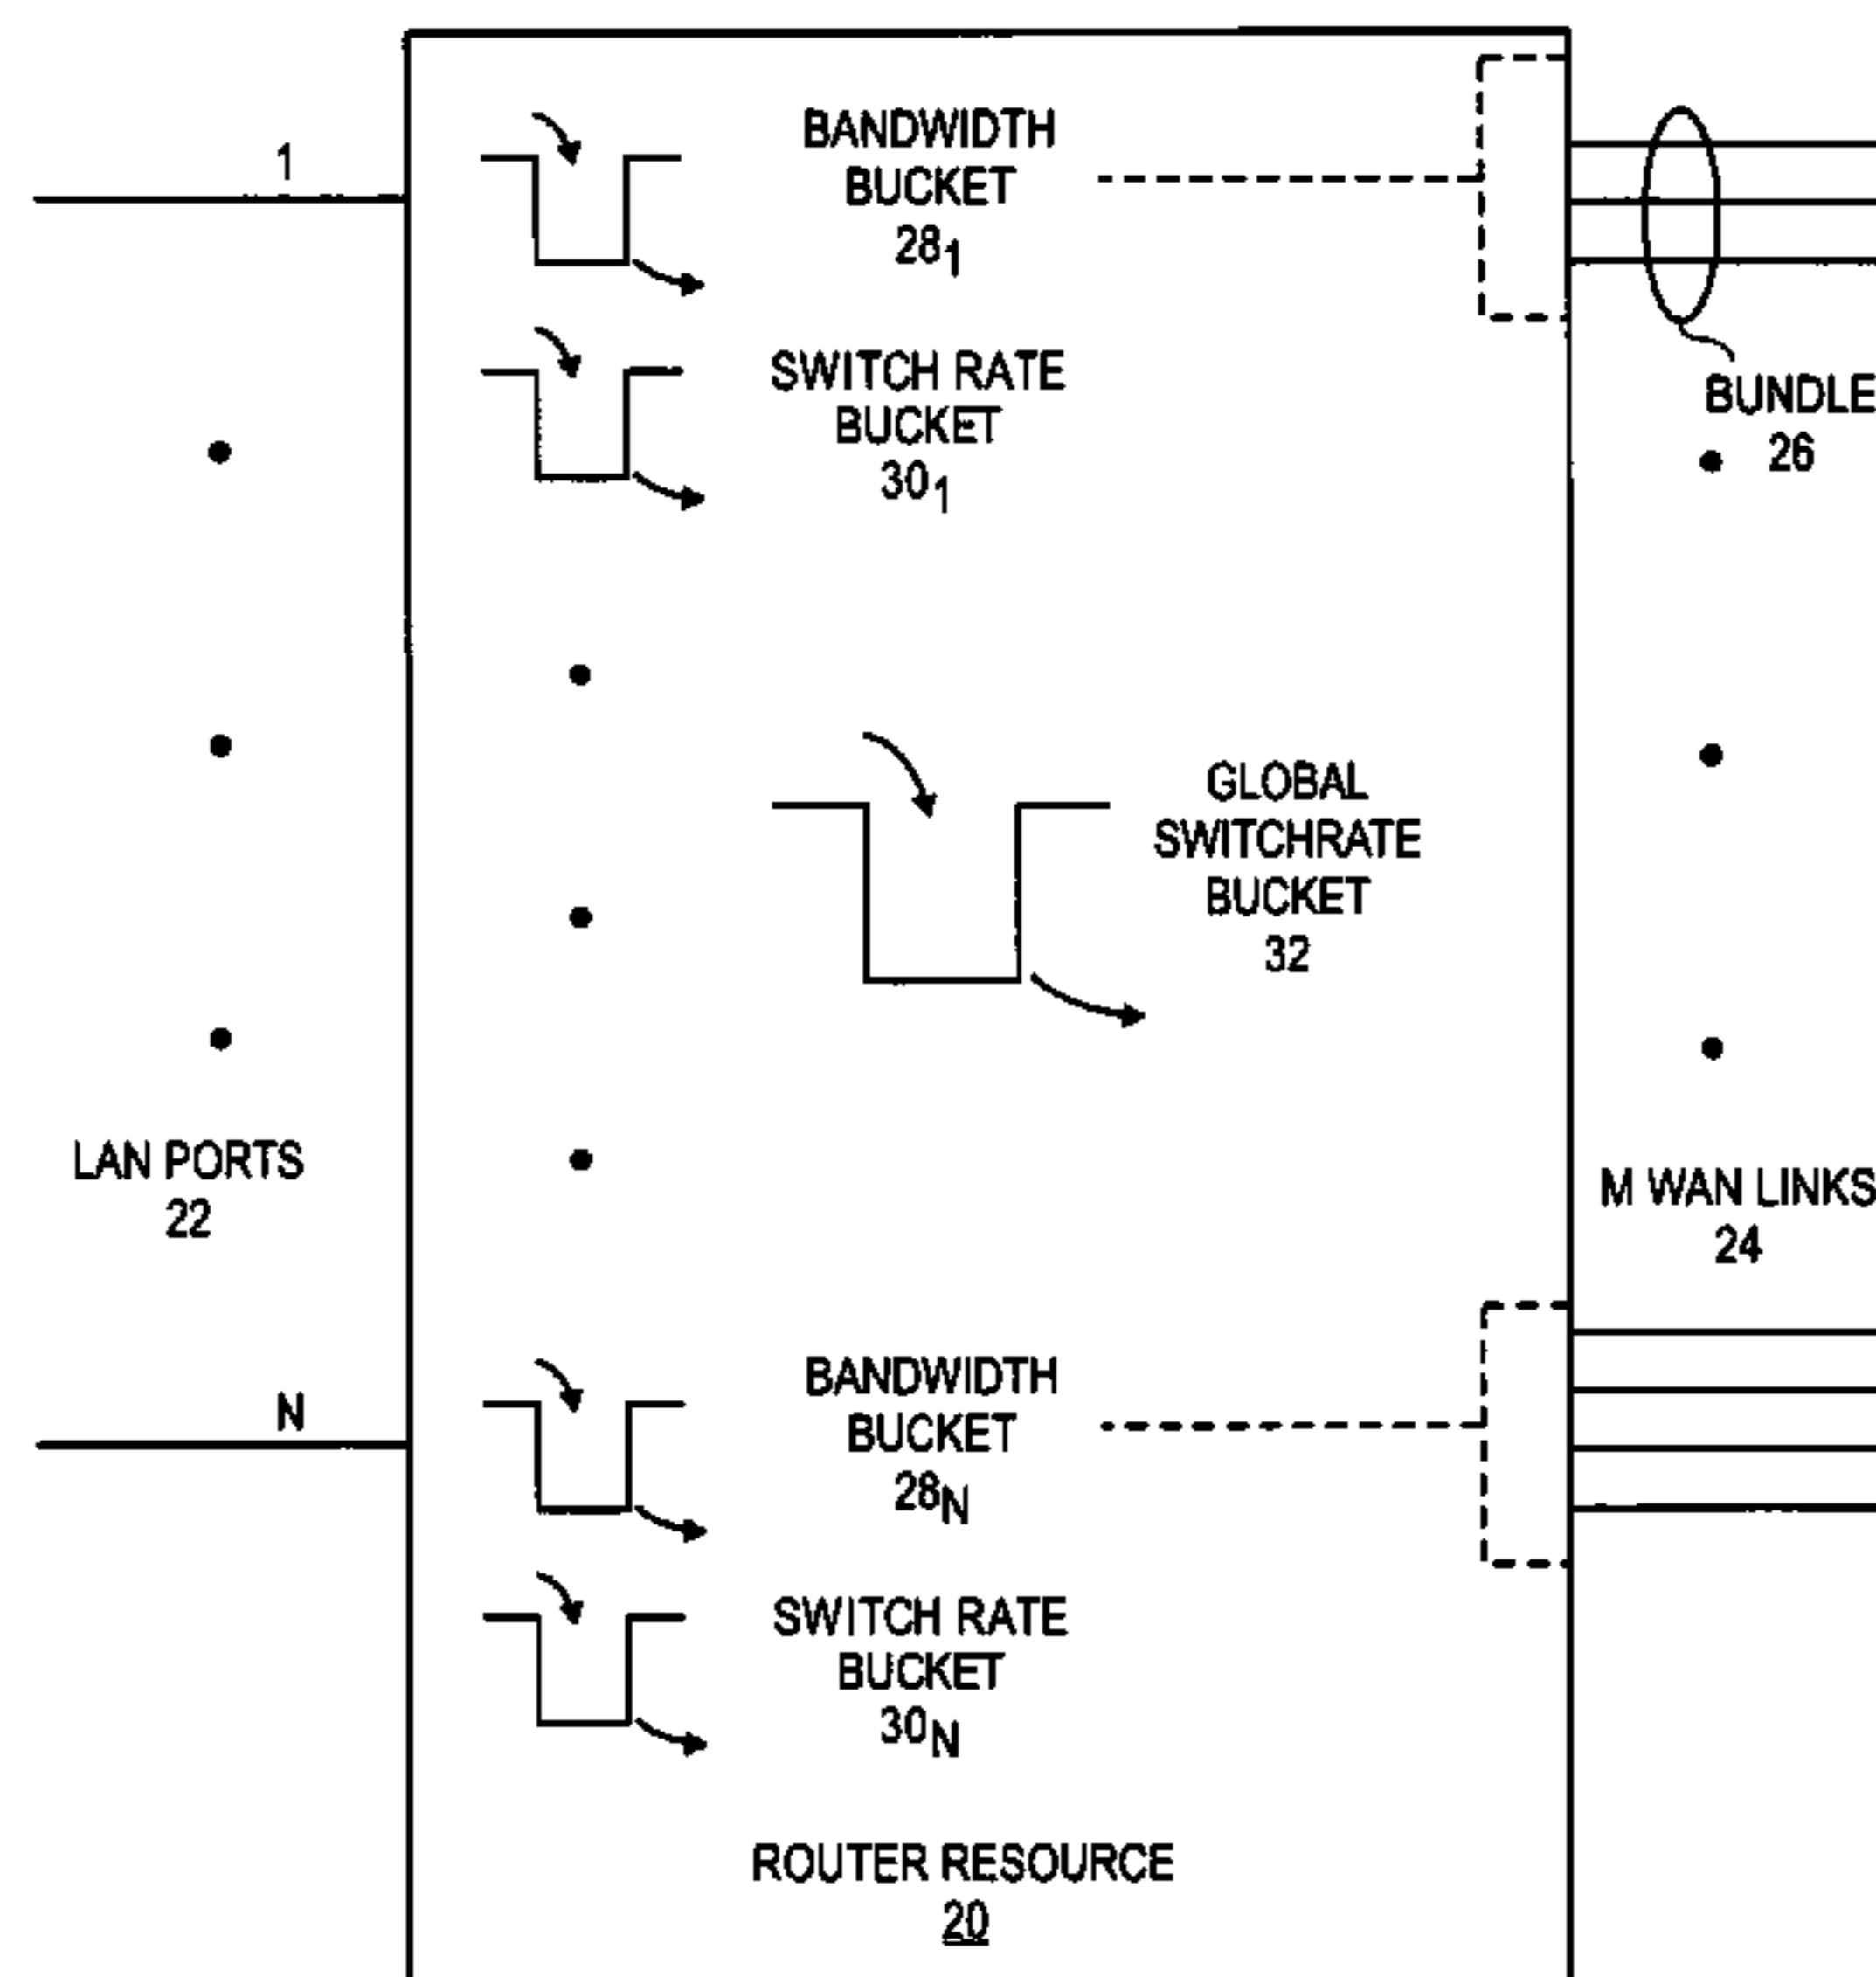 1
BANDWIDTH
BUCKET
28₁
SWITCH RATE
BUCKET
30₁
BUNDLE
26
GLOBAL
SWITCHRATE
BUCKET
32
LAN PORTS
22
M WAN LINKS
24
N
BANDWIDTH
BUCKET
28N
SWITCH RATE
BUCKET
30N
ROUTER RESOURCE
20